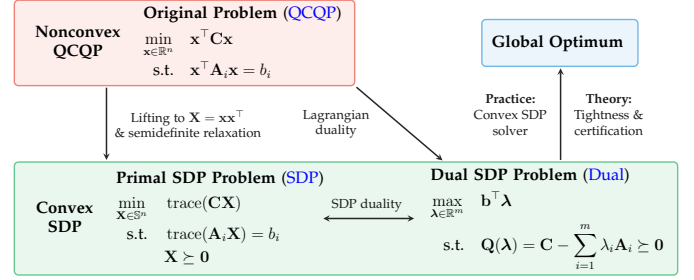 Original Problem (QCQP)
Nonconvex
QCQP
min x∈ℝⁿ x⊤Cx
s.t. x⊤Aᵢx = bᵢ
Global Optimum
Lifting to X = xx⊤
& semidefinite relaxation
Lagrangian
duality
Practice:
Convex SDP
solver
Theory:
Tightness &
certification
Primal SDP Problem (SDP)
Convex
SDP
min X∈𝕊ⁿ trace(CX)
s.t. trace(AᵢX) = bᵢ
X ⪰ 0
SDP duality
Dual SDP Problem (Dual)
max λ∈ℝᵐ b⊤λ
s.t. Q(λ) = C − ∑ᵢ₌₁ᵐ λᵢAᵢ ⪰ 0